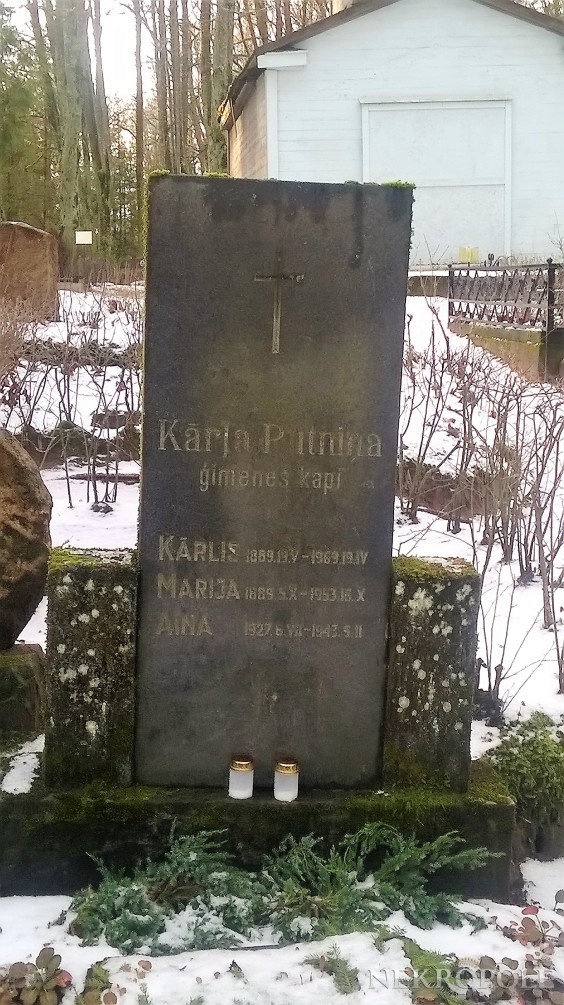 Kārļa Putniņa
ģimenes kapi
KĀRLIS 1889.19.V–1969.19.IV
MARIJA 1889.5.X–1953.18.X
AINA 1927.6.VII–1943.5.II
NEKROPOLE